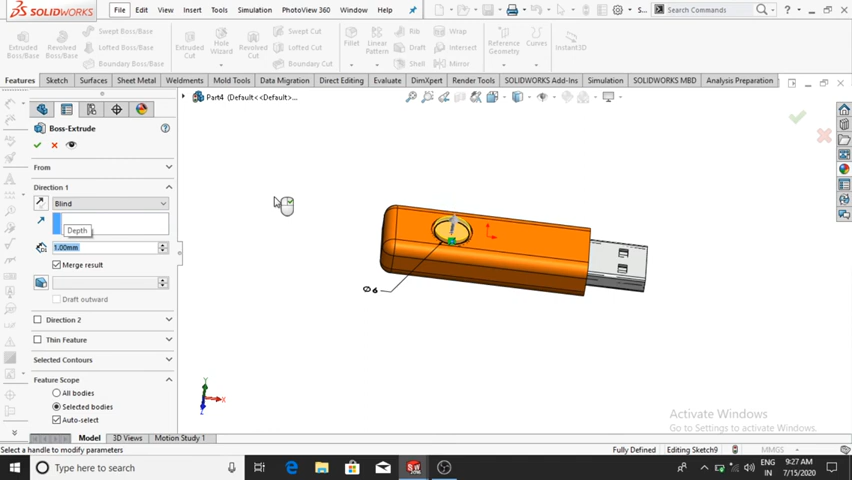 SOLIDWORKS File Edit View Insert Tools Simulation PhotoView 360 Window Help S... Search Commands
Extruded Boss/Base
Revolved Boss/Base
Swept Boss/Base
Lofted Boss/Base
Boundary Boss/Base
Extruded Cut
Hole Wizard
Revolved Cut
Swept Cut
Lofted Cut
Boundary Cut
Fillet
Linear Pattern
Rib
Draft
Shell
Wrap
Intersect
Mirror
Reference Geometry
Curves
Instant3D
Features Sketch Surfaces Sheet Metal Weldments Mold Tools Data Migration Direct Editing Evaluate DimXpert Render Tools SOLIDWORKS Add-Ins Simulation SOLIDWORKS MBD Analysis Preparation
Part4 (Default<<Default>...
Boss-Extrude
From
Direction 1
Blind
Depth
D1
1.00mm
Merge result
Draft outward
Direction 2
Thin Feature
Selected Contours
Feature Scope
All bodies
Selected bodies
Auto-select
Ø6
Y
X
Z
Activate Windows
Go to Settings to activate Windows.
Model 3D Views Motion Study 1
Select a handle to modify parameters Fully Defined Editing Sketch9 MMGS
Type here to search
ENG
IN
9:27 AM
7/15/2020